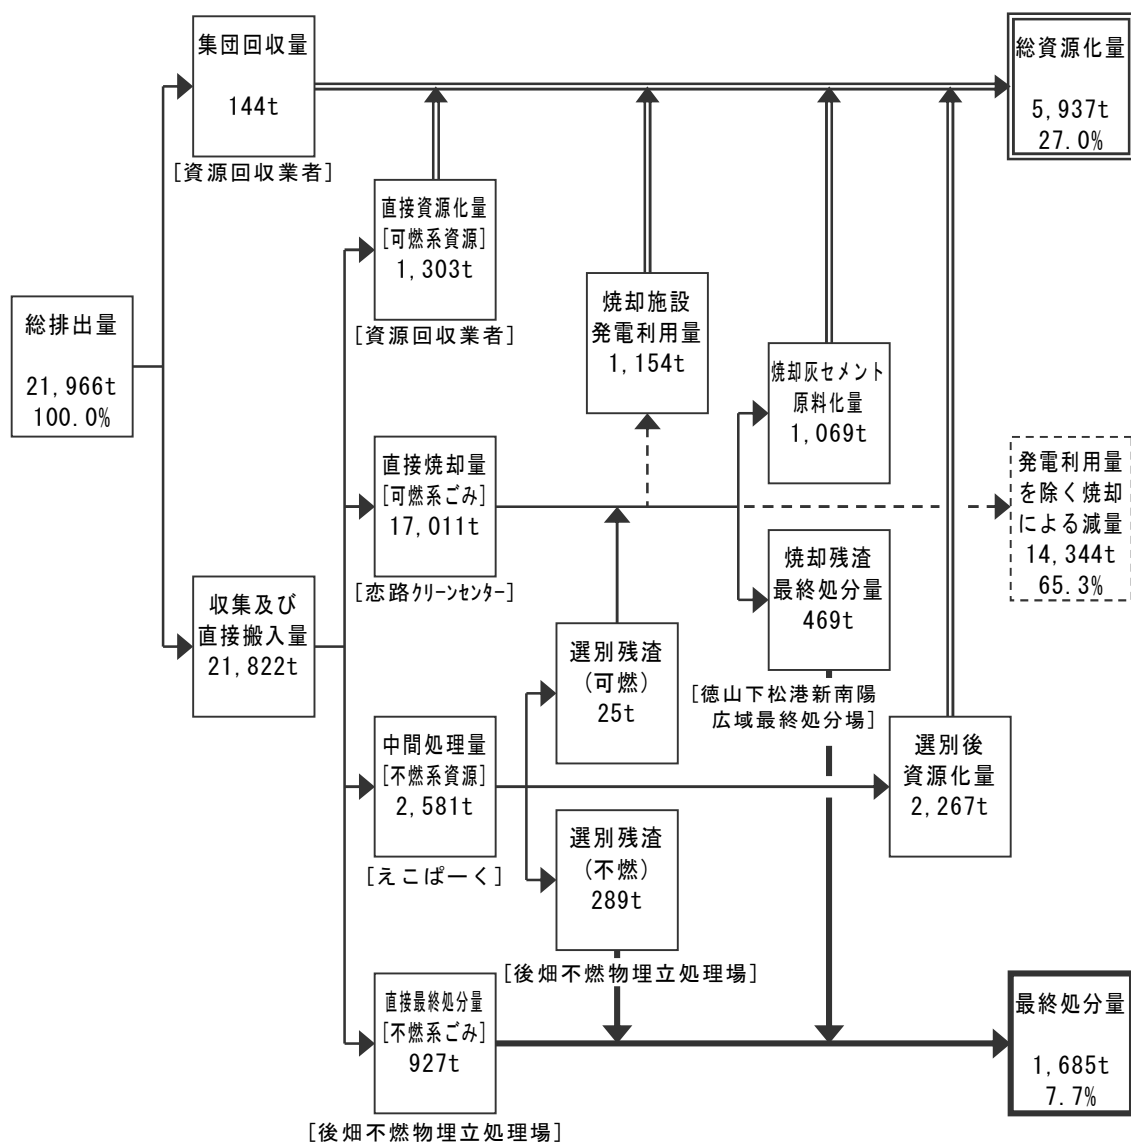 集団回収量
144t
[資源回収業者]
総資源化量
5,937t
27.0%
直接資源化量
[可燃系資源]
1,303t
[資源回収業者]
総排出量
21,966t
100.0%
焼却施設
発電利用量
1,154t
焼却灰セメント
原料化量
1,069t
直接焼却量
[可燃系ごみ]
17,011t
[恋路クリーンセンター]
発電利用量
を除く焼却
による減量
14,344t
65.3%
焼却残渣
最終処分量
469t
[徳山下松港新南陽
広域最終処分場]
収集及び
直接搬入量
21,822t
選別残渣
(可燃)
25t
中間処理量
[不燃系資源]
2,581t
[えこぱーく]
選別後
資源化量
2,267t
選別残渣
(不燃)
289t
[後畑不燃物埋立処理場]
直接最終処分量
[不燃系ごみ]
927t
[後畑不燃物埋立処理場]
最終処分量
1,685t
7.7%